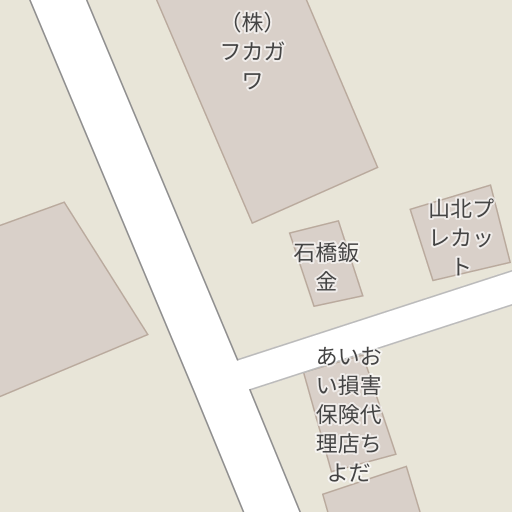 （株）
フカガ
ワ
山北プ
レカッ
ト
石橋鈑
金
あいお
い損害
保険代
理店ち
よだ